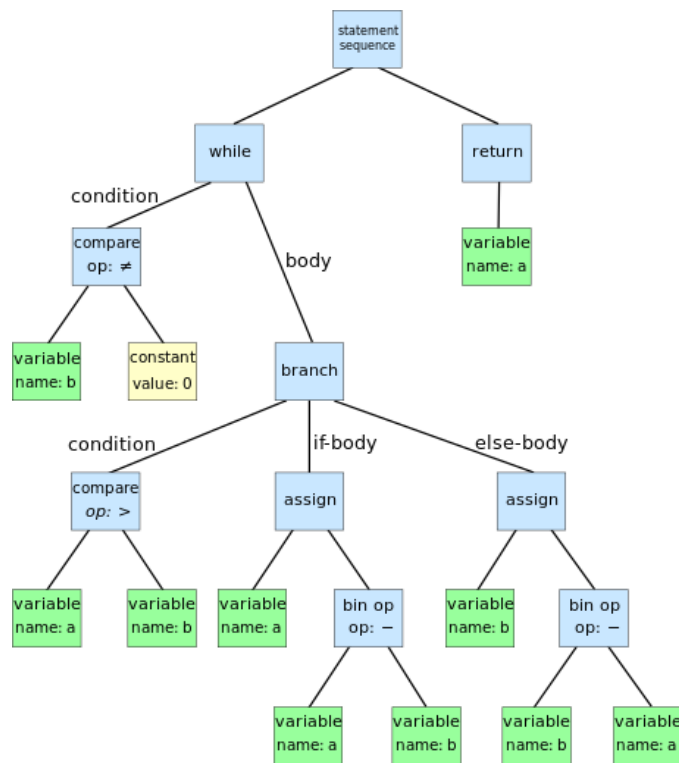 statement
sequence
while
return
condition
body
compare
op: ≠
variable
name: a
variable
name: b
constant
value: 0
branch
condition
if-body
else-body
compare
op: >
assign
assign
variable
name: a
variable
name: b
variable
name: a
bin op
op: −
variable
name: b
bin op
op: −
variable
name: a
variable
name: b
variable
name: b
variable
name: a